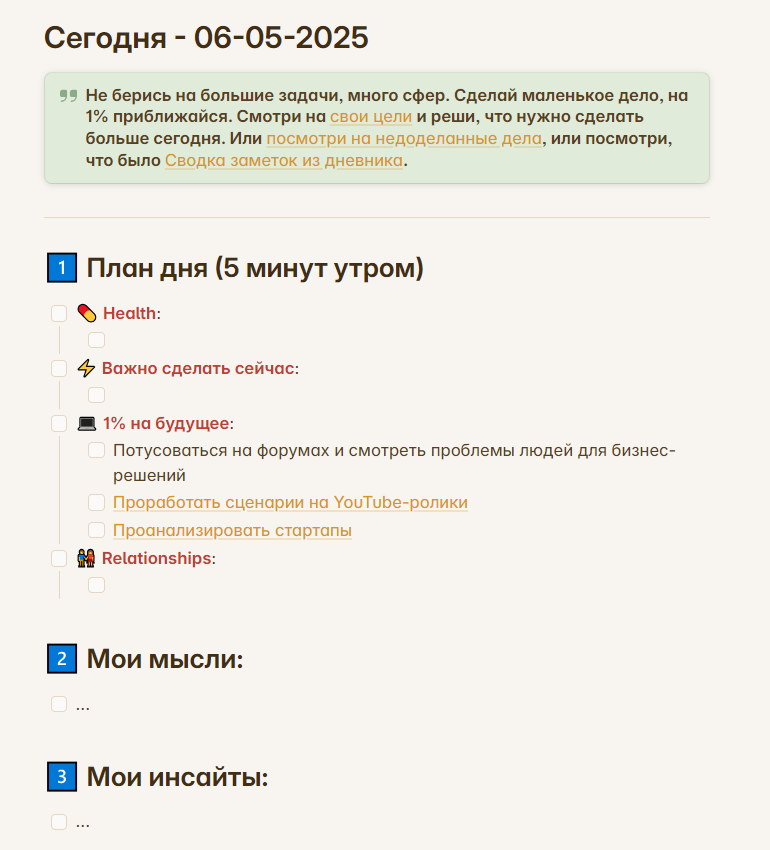 Сегодня - 06-05-2025
Не берись на большие задачи, много сфер. Сделай маленькое дело, на
1% приближайся. Смотри на свои цели и реши, что нужно сделать
больше сегодня. Или посмотри на недоделанные дела, или посмотри,
что было Сводка заметок из дневника.
1 План дня (5 минут утром)
Health:
Важно сделать сейчас:
1% на будущее:
Потусоваться на форумах и смотреть проблемы людей для бизнес-
решений
Проработать сценарии на YouTube-ролики
Проанализировать стартапы
Relationships:
2 Мои мысли:
...
3 Мои инсайты:
...